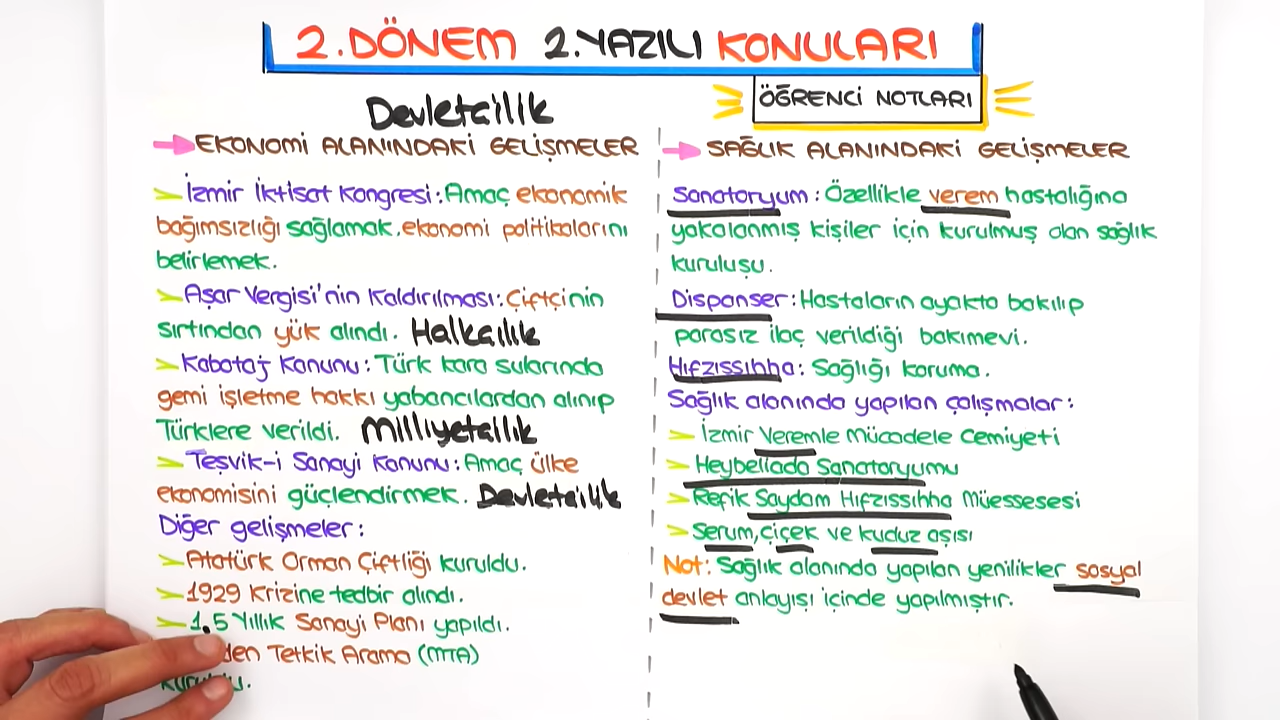 2.DÖNEM 2.YAZILI KONULARI
ÖĞRENCİ NOTLARI
Devletcilik
EKONOMİ ALANINDAKİ GELİŞMELER
İzmir İktisat Kongresi: Amaç ekonomik
bağımsızlığı sağlamak, ekonomi politikalarını
belirlemek.
Aşar Vergisi'nin Kaldırılması: Çiftçinin
sırtından yük alındı. Halkcılık
Kabotaj Kanunu: Türk kara sularında
gemi işletme hakkı yabancılardan alınıp
Türklere verildi. Milliyetcilik
Teşvik-i Sanayi Kanunu: Amaç ülke
ekonomisini güçlendirmek. Devletcilik
Diğer gelişmeler:
Atatürk Orman Çiftliği kuruldu.
1929 Krizine tedbir alındı.
1.5 Yıllık Sanayi Planı yapıldı.
Tetkik Arama (MTA)
SAĞLIK ALANINDAKİ GELİŞMELER
Sanatoryum: Özellikle verem hastalığına
yakalanmış kişiler için kurulmuş olan sağlık
kuruluşu.
Dispanser: Hastaların ayakta bakılıp
parasız ilaç verildiği bakımevi.
Hıfzıssıhha: Sağlığı koruma.
Sağlık alanında yapılan çalışmalar:
İzmir Veremle Mücadele Cemiyeti
Heybeliada Sanatoryumu
Refik Saydam Hıfzıssıhha Müessesesi
Serum, çiçek ve kuduz aşısı
Not: Sağlık alanında yapılan yenilikler sosyal
devlet anlayışı içinde yapılmıştır.